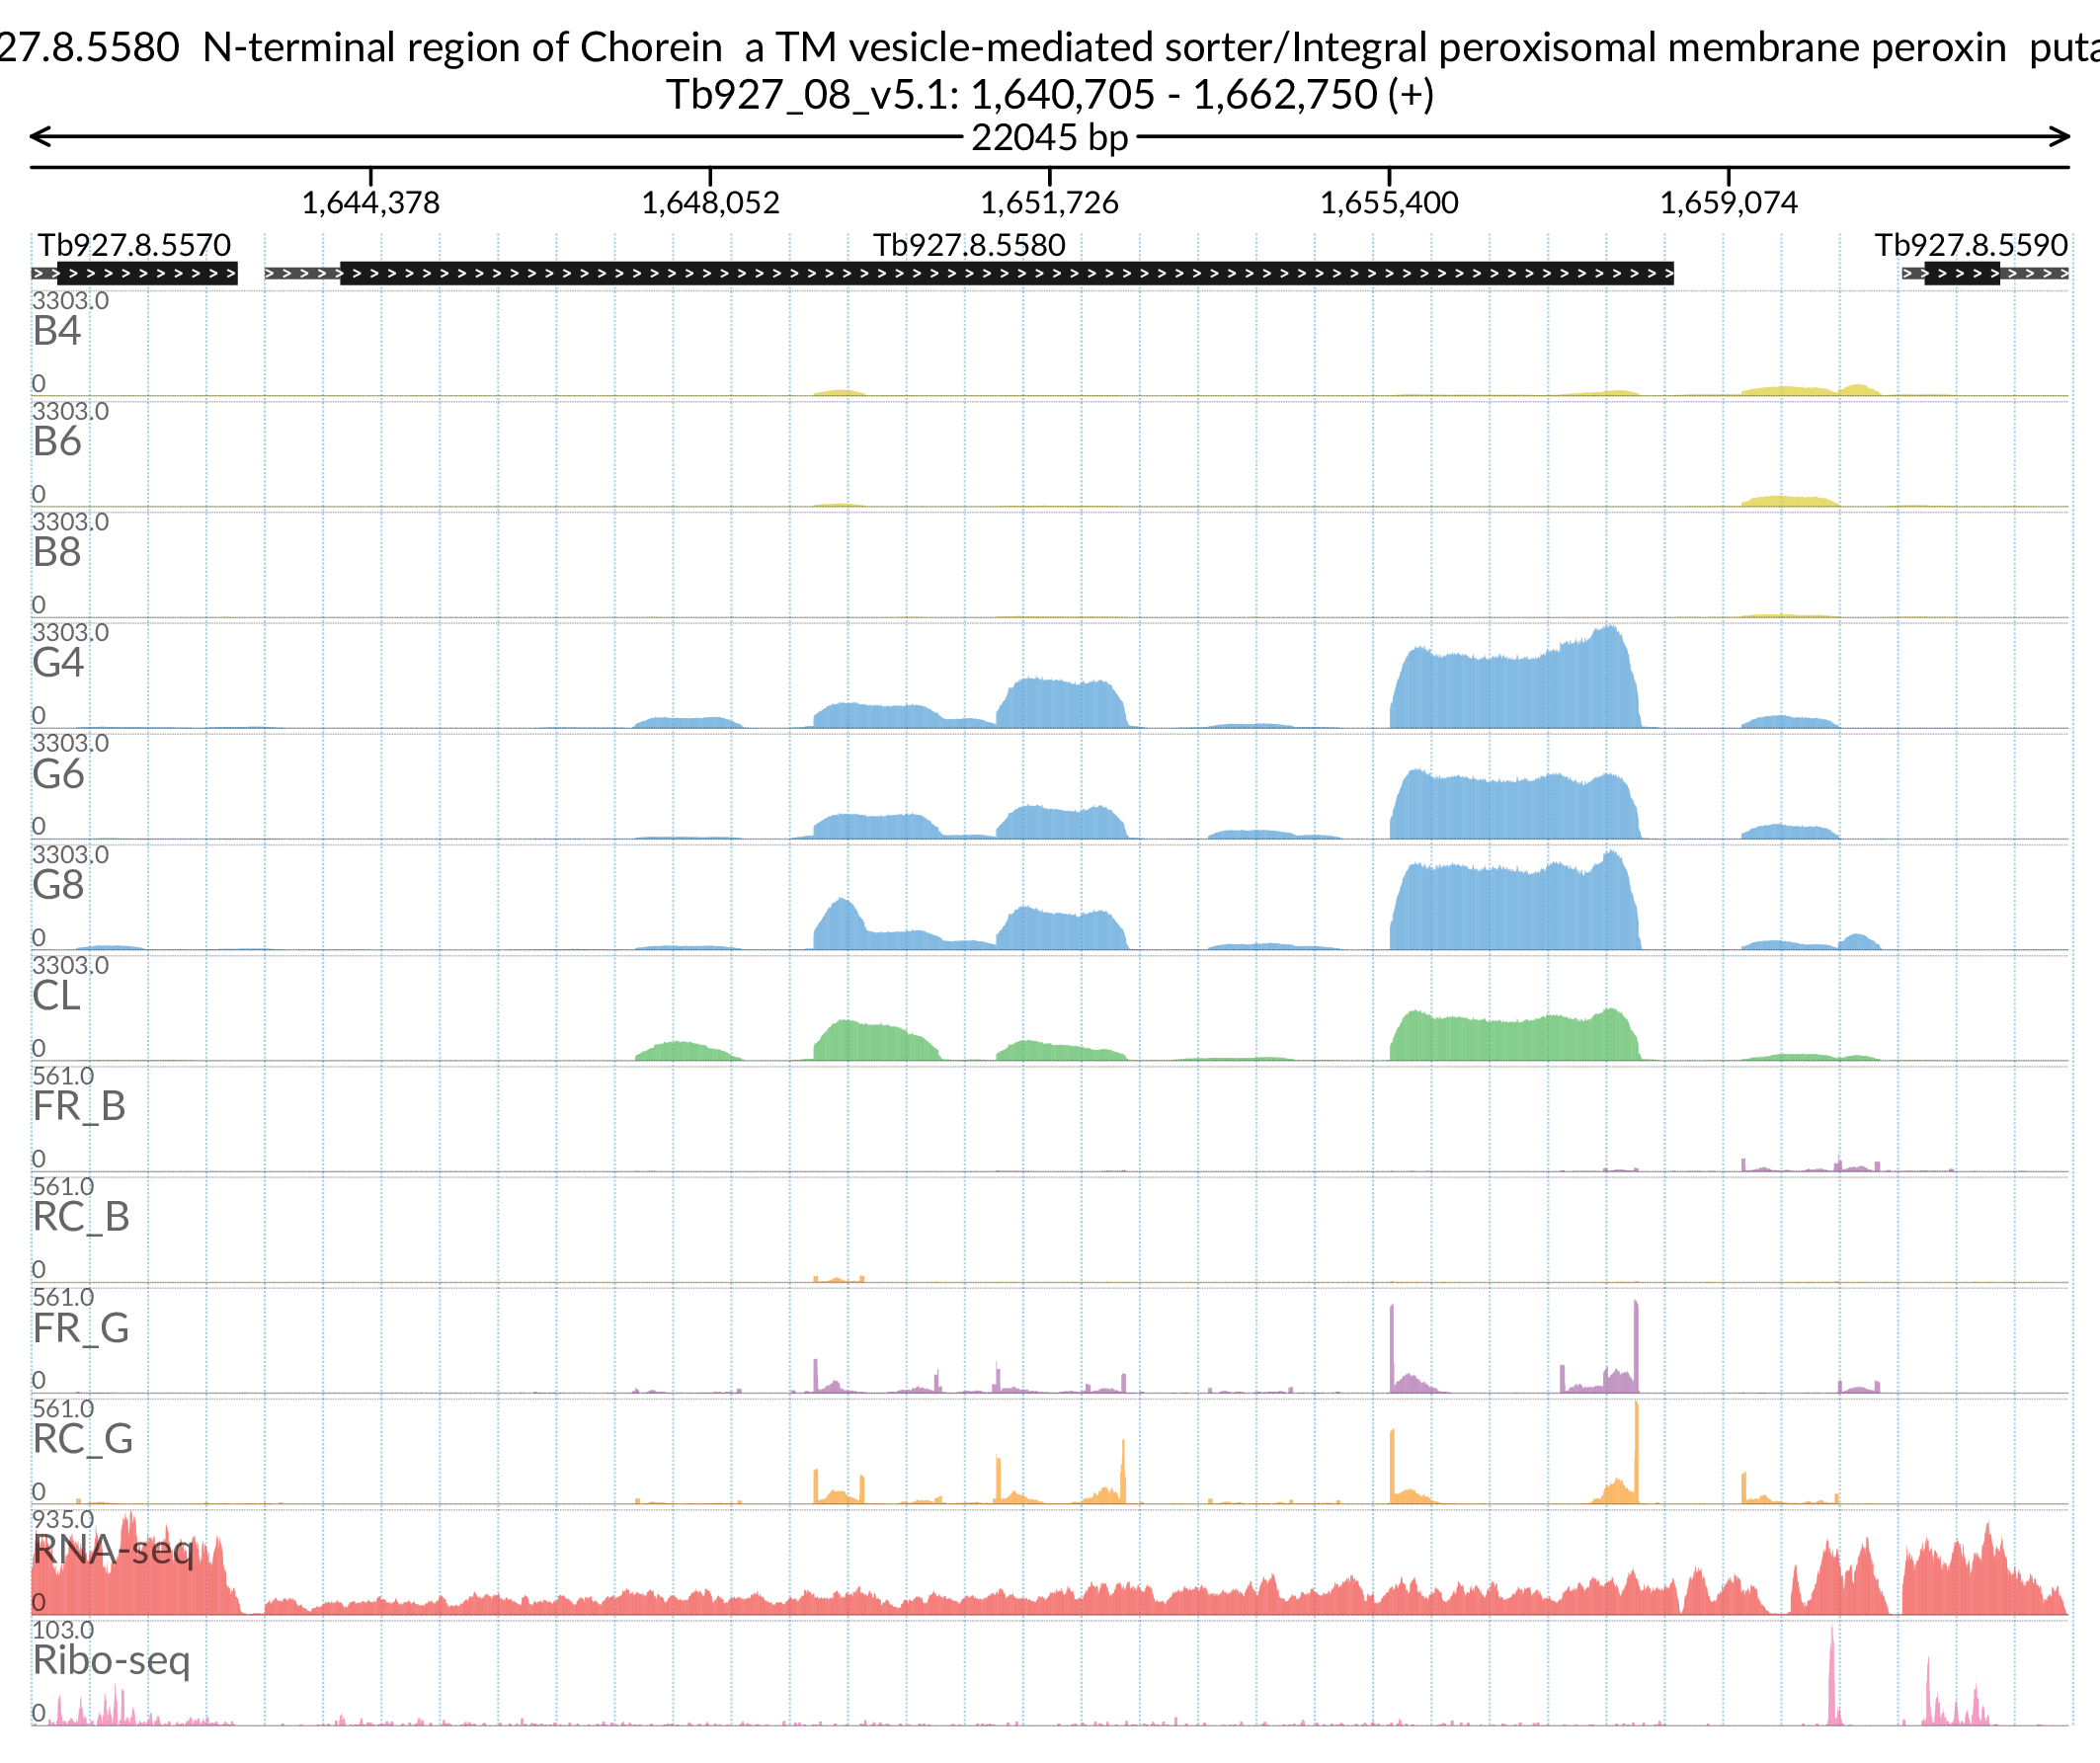 27.8.5580 N-terminal region of Chorein a TM vesicle-mediated sorter/Integral peroxisomal membrane peroxin puta
Tb927_08_v5.1: 1,640,705 - 1,662,750 (+)
22045 bp
1,644,378 1,648,052 1,651,726 1,655,400 1,659,074
Tb927.8.5570 Tb927.8.5580 Tb927.8.5590
3303.0
B4
0
3303.0
B6
0
3303.0
B8
0
3303.0
G4
0
3303.0
G6
0
3303.0
G8
0
3303.0
CL
0
561.0
FR_B
0
561.0
RC_B
0
561.0
FR_G
0
561.0
RC_G
0
935.0
RNA-seq
0
103.0
Ribo-seq
0